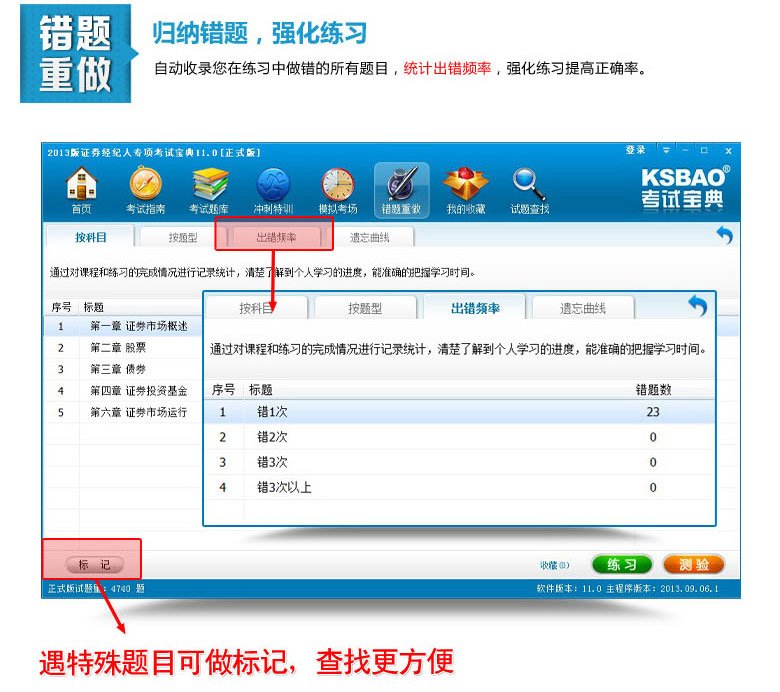 错题
重做
归纳错题，强化练习
自动收录您在练习中做错的所有题目，统计出错频率，强化练习提高正确率。
2013版证券经纪人专项考试宝典11.0[正式版]
登录
首页 考试指南 考试题库 冲刺特训 模拟考场 错题重做 我的收藏 试题查找
KSBAO®
考试宝典
按科目 按题型 出错频率 遗忘曲线
通过对课程和练习的完成情况进行记录统计，清楚了解到个人学习的进度，能准确的把握学习时间。
序号 标题
1 第一章 证券市场概述
2 第二章 股票
3 第三章 债券
4 第四章 证券投资基金
5 第六章 证券市场运行
按科目 按题型 出错频率 遗忘曲线
通过对课程和练习的完成情况进行记录统计，清楚了解到个人学习的进度，能准确的把握学习时间。
序号 标题 错题数
1 错1次 23
2 错2次 0
3 错3次 0
4 错3次以上 0
标 记
收藏(0) 练 习 测 验
正式版试题量：4740 题
软件版本：11.0 主程序版本：2013.09.06.1
遇特殊题目可做标记，查找更方便